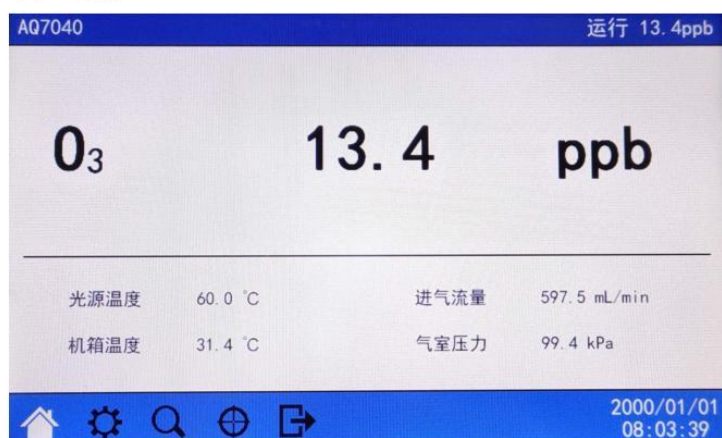 AQ7040 运行 13.4ppb
O3 13.4 ppb
光源温度 60.0 ℃ 进气流量 597.5 mL/min
机箱温度 31.4 ℃ 气室压力 99.4 kPa
2000/01/01
08:03:39